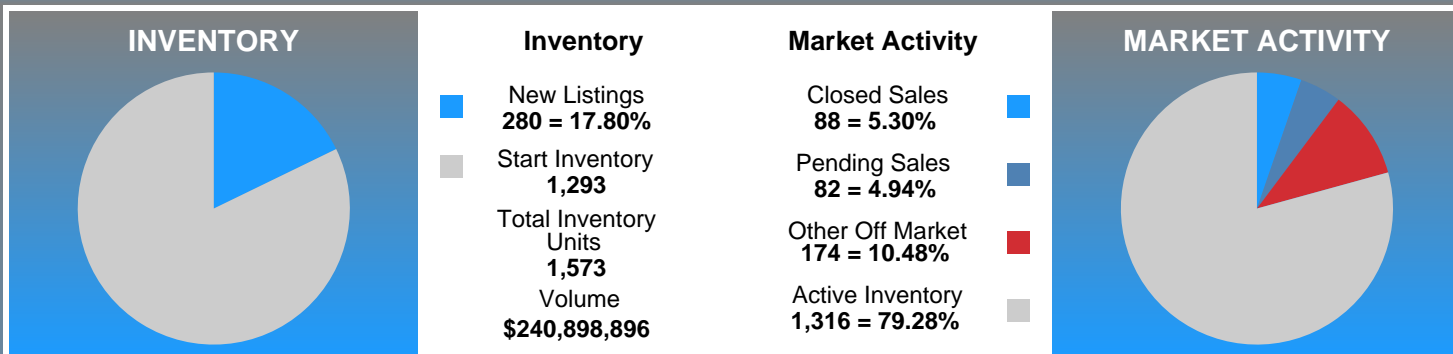 INVENTORY
Inventory
New Listings
280 = 17.80%
Start Inventory
1,293
Total Inventory
Units
1,573
Volume
$240,898,896
Market Activity
Closed Sales
88 = 5.30%
Pending Sales
82 = 4.94%
Other Off Market
174 = 10.48%
Active Inventory
1,316 = 79.28%
MARKET ACTIVITY